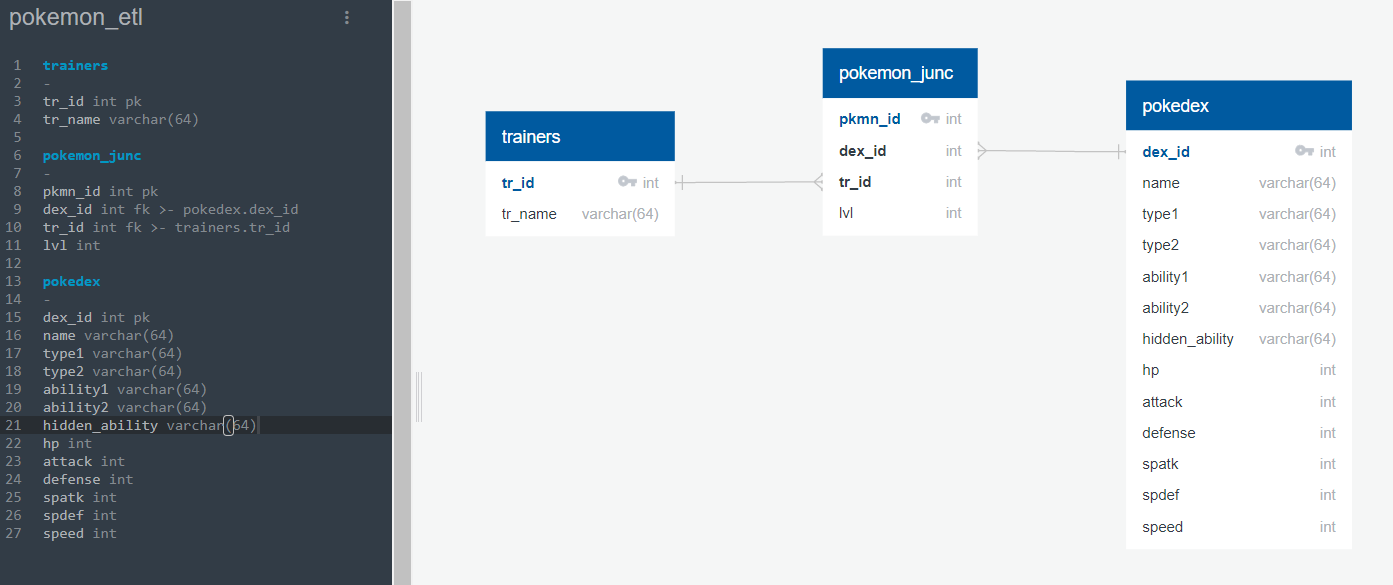 pokemon_etl
1 trainers
2 -
3 tr_id int pk
4 tr_name varchar(64)
5
6 pokemon_junc
7 -
8 pkmn_id int pk
9 dex_id int fk >- pokedex.dex_id
10 tr_id int fk >- trainers.tr_id
11 lvl int
12
13 pokedex
14 -
15 dex_id int pk
16 name varchar(64)
17 type1 varchar(64)
18 type2 varchar(64)
19 ability1 varchar(64)
20 ability2 varchar(64)
21 hidden_ability varchar(64)
22 hp int
23 attack int
24 defense int
25 spatk int
26 spdef int
27 speed int
trainers
tr_id int
tr_name varchar(64)
pokemon_junc
pkmn_id int
dex_id int
tr_id int
lvl int
pokedex
dex_id int
name varchar(64)
type1 varchar(64)
type2 varchar(64)
ability1 varchar(64)
ability2 varchar(64)
hidden_ability varchar(64)
hp int
attack int
defense int
spatk int
spdef int
speed int